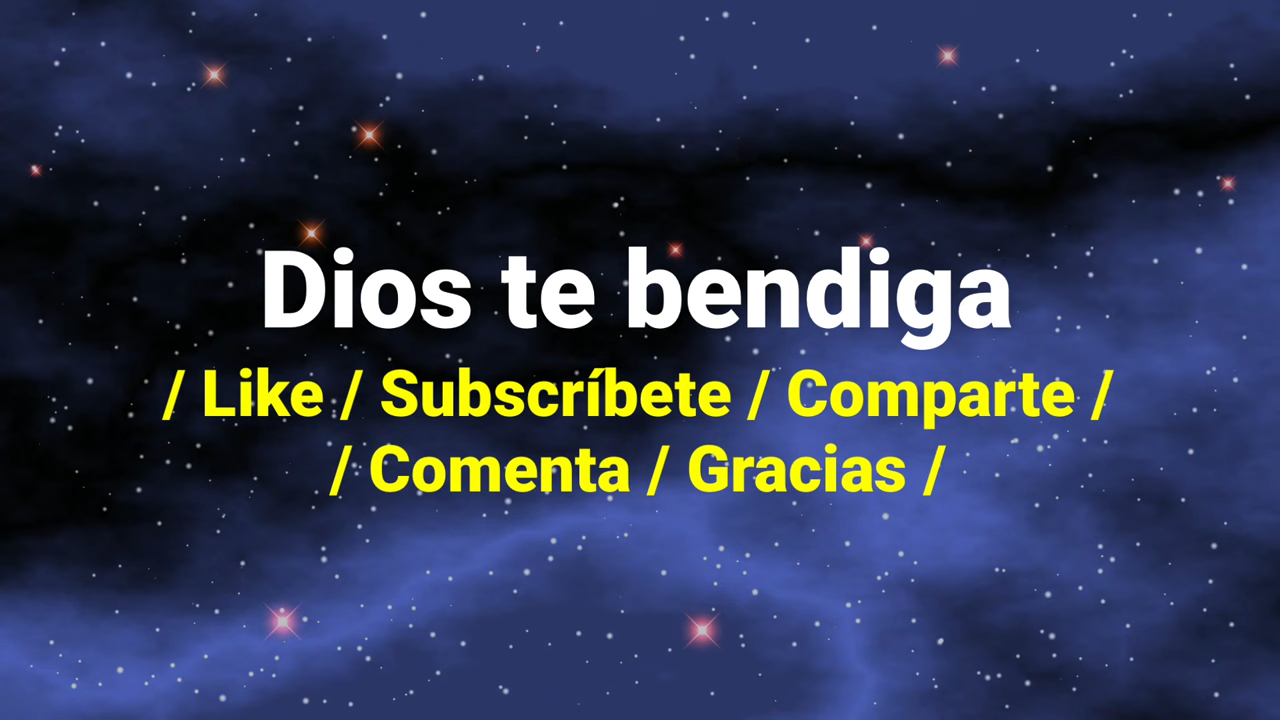 Dios te bendiga
/ Like / Subscríbete / Comparte /
/ Comenta / Gracias /